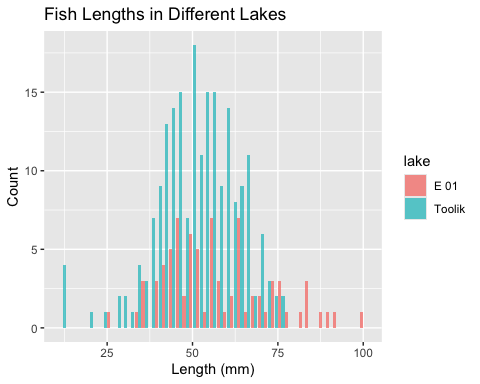 Fish Lengths in Different Lakes
15
10
5
0
Count
25 50 75 100
Length (mm)
lake
E 01
Toolik